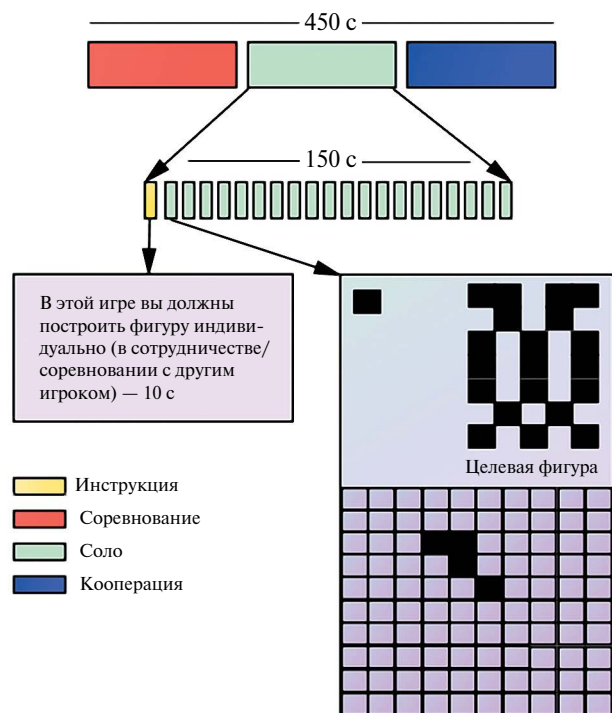 450 с
150 с
В этой игре вы должны
построить фигуру индиви-
дуально (в сотрудничестве/
соревновании с другим
игроком) — 10 с
Целевая фигура
Инструкция
Соревнование
Соло
Кооперация